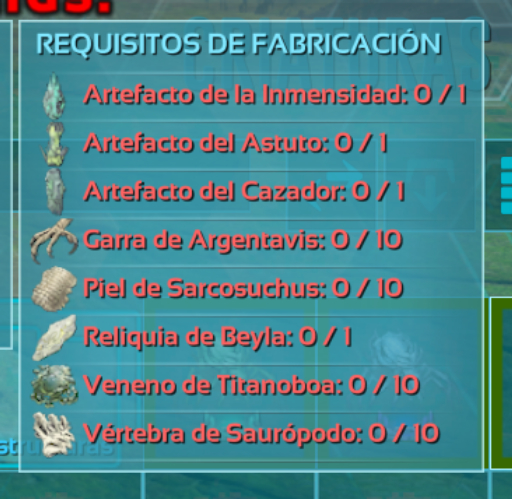 REQUISITOS DE FABRICACIÓN
Artefacto de la Inmensidad: 0 / 1
Artefacto del Astuto: 0 / 1
Artefacto del Cazador: 0 / 1
Garra de Argentavis: 0 / 10
Piel de Sarcosuchus: 0 / 10
Reliquia de Beyla: 0 / 1
Veneno de Titanoboa: 0 / 10
Vértebra de Saurópodo: 0 / 10